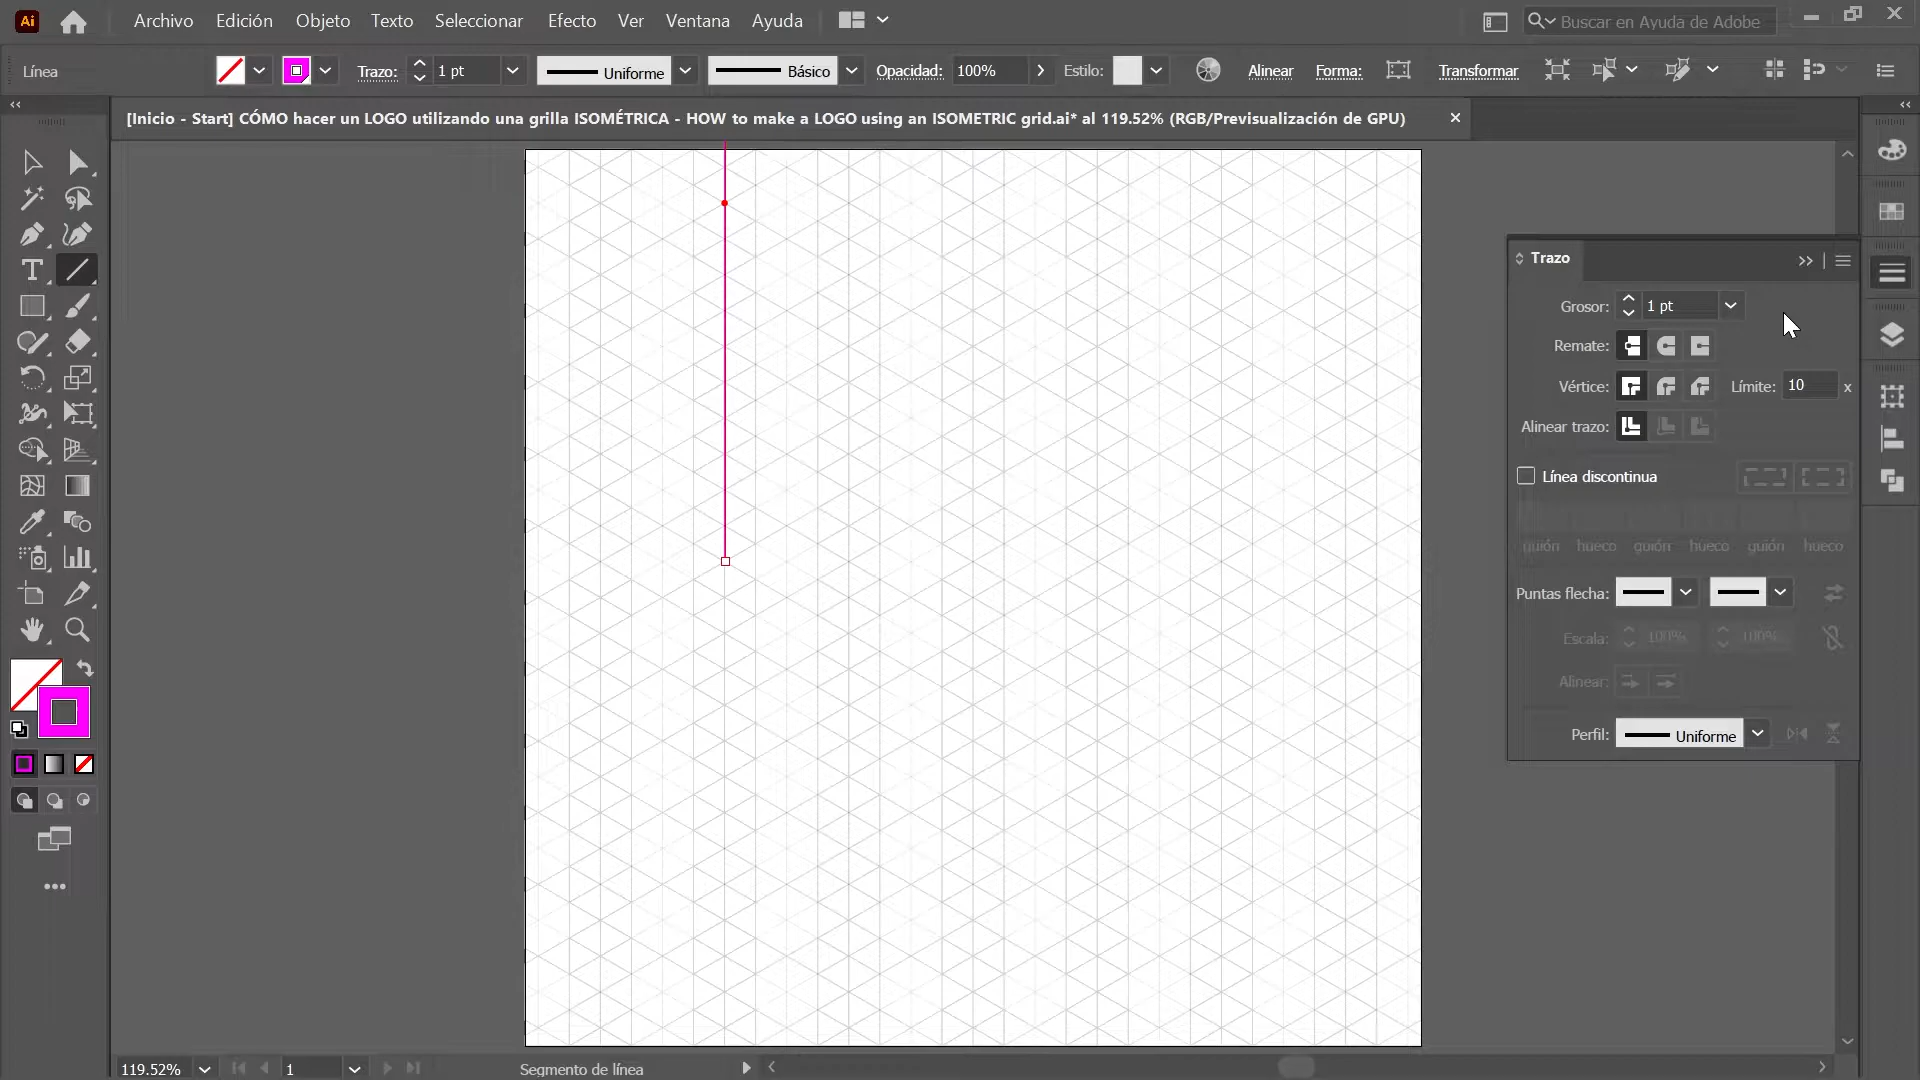 Ai
Archivo Edición Objeto Texto Seleccionar Efecto Ver Ventana Ayuda
Buscar en Ayuda de Adobe
Línea
Trazo: 1 pt Uniforme Básico Opacidad: 100% Estilo: Alinear Forma: Transformar
[Inicio - Start] CÓMO hacer un LOGO utilizando una grilla ISOMÉTRICA - HOW to make a LOGO using an ISOMETRIC grid.ai* al 119.52% (RGB/Previsualización de GPU)
Trazo
Grosor: 1 pt
Remate:
Vértice: Límite: 10 x
Alinear trazo:
Línea discontinua
guión hueco guión hueco guión hueco
Puntas flecha:
Escala: 100% 100%
Alinear:
Perfil: Uniforme
119.52% 1 Segmento de línea